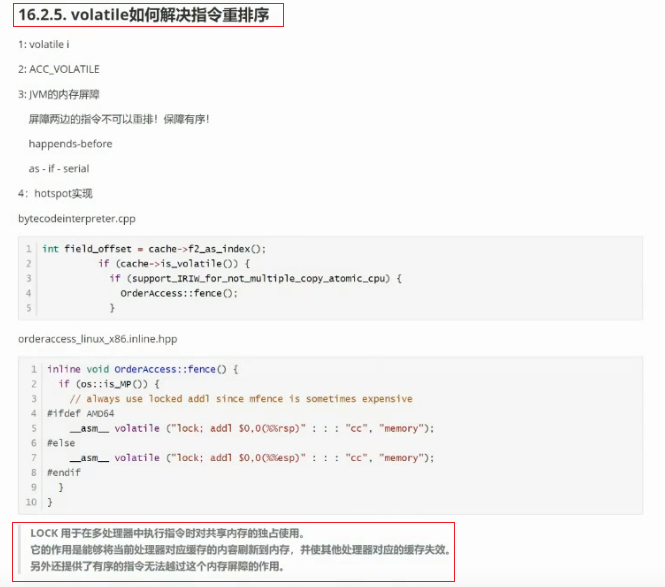 16.2.5. volatile如何解决指令重排序
1: volatile i
2: ACC_VOLATILE
3: JVM的内存屏障
屏障两边的指令不可以重排！保障有序！
happends-before
as - if - serial
4：hotspot实现
bytecodeinterpreter.cpp
1 int field_offset = cache->f2_as_index();
2 if (cache->is_volatile()) {
3 if (support_IRIW_for_not_multiple_copy_atomic_cpu) {
4 OrderAccess::fence();
5 }
orderaccess_linux_x86.inline.hpp
1 inline void OrderAccess::fence() {
2 if (os::is_MP()) {
3 // always use locked addl since mfence is sometimes expensive
4 #ifdef AMD64
5 __asm__ volatile ("lock; addl $0,0(%%rsp)" : : : "cc", "memory");
6 #else
7 __asm__ volatile ("lock; addl $0,0(%%esp)" : : : "cc", "memory");
8 #endif
9 }
10 }
LOCK 用于在多处理器中执行指令时对共享内存的独占使用。
它的作用是能够将当前处理器对应缓存的内容刷新到内存，并使其他处理器对应的缓存失效。
另外还提供了有序的指令无法越过这个内存屏障的作用。